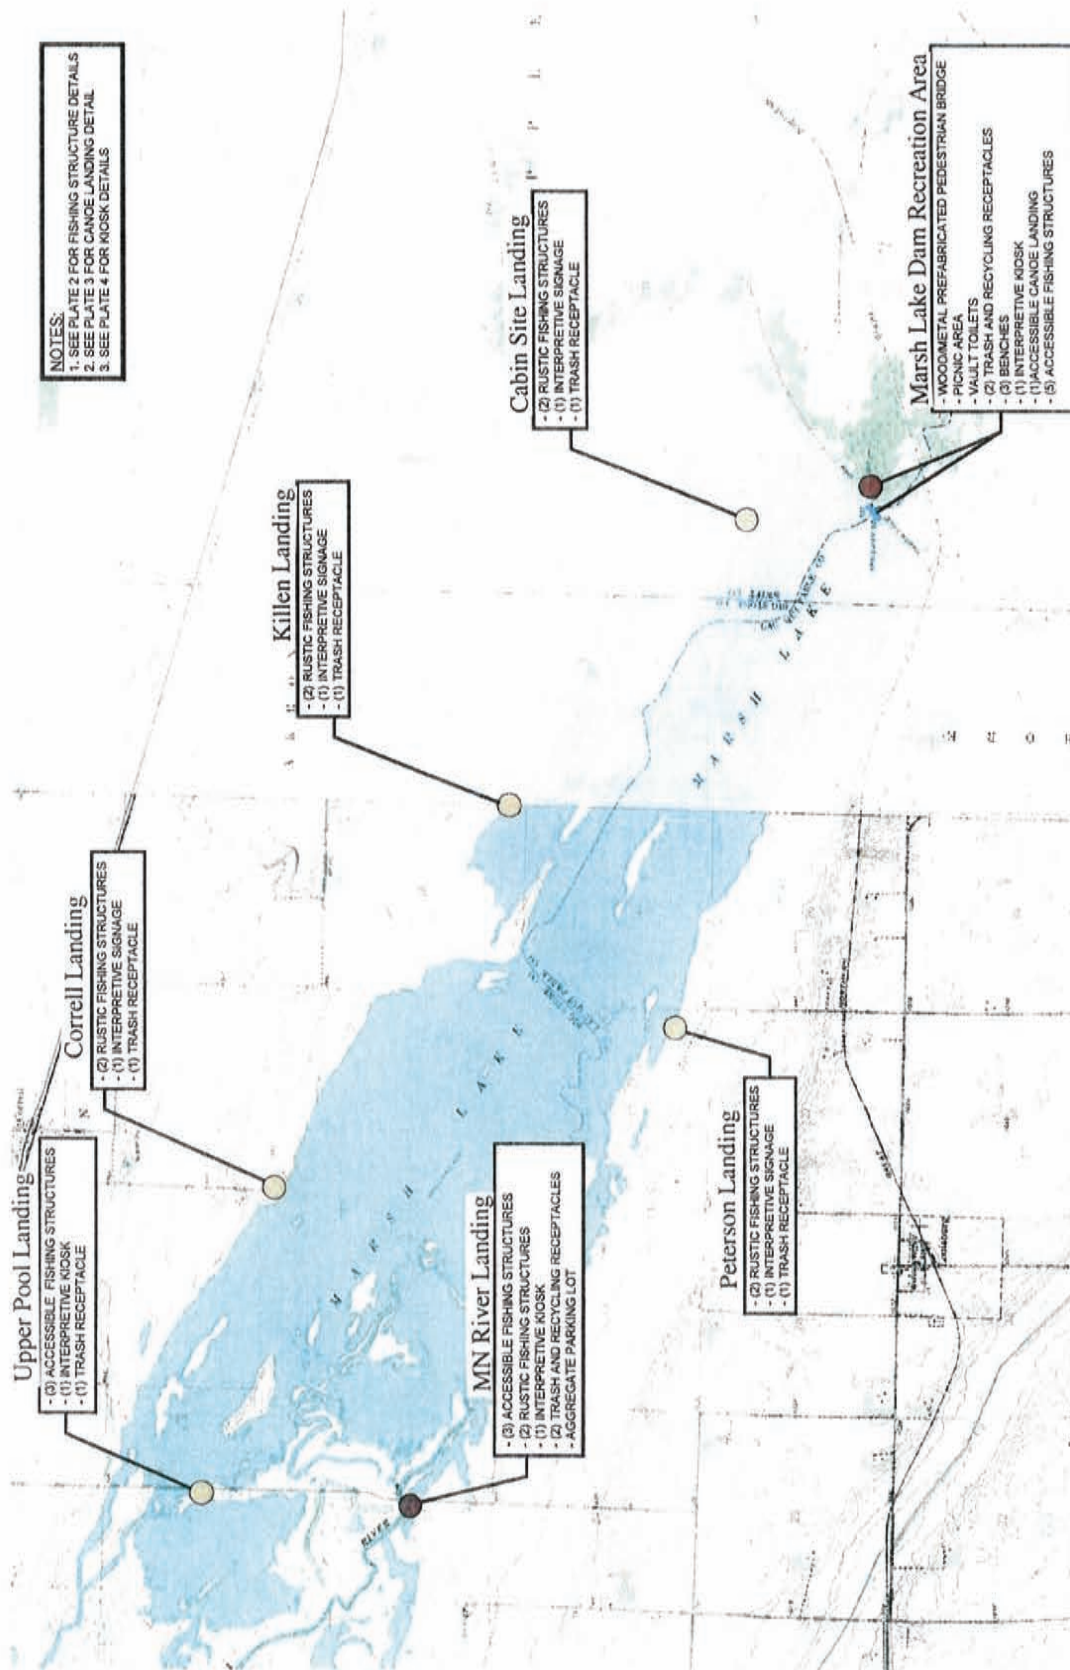 NOTES:
1. SEE PLATE 2 FOR FISHING STRUCTURE DETAILS
2. SEE PLATE 3 FOR CANOE LANDING DETAIL
3. SEE PLATE 4 FOR KIOSK DETAILS
Upper Pool Landing
- (3) ACCESSIBLE FISHING STRUCTURES
- (1) INTERPRETIVE KIOSK
- (1) TRASH RECEPTACLE
Correll Landing
- (2) RUSTIC FISHING STRUCTURES
- (1) INTERPRETIVE SIGNAGE
- (1) TRASH RECEPTACLE
Killen Landing
- (2) RUSTIC FISHING STRUCTURES
- (1) INTERPRETIVE SIGNAGE
- (1) TRASH RECEPTACLE
Cabin Site Landing
- (2) RUSTIC FISHING STRUCTURES
- (1) INTERPRETIVE SIGNAGE
- (1) TRASH RECEPTACLE
Marsh Lake Dam Recreation Area
- WOOD/METAL PREFABRICATED PEDESTRIAN BRIDGE
- PICNIC AREA
- VAULT TOILETS
- (2) TRASH AND RECYCLING RECEPTACLES
- (3) BENCHES
- (1) INTERPRETIVE KIOSK
- (1)ACCESSIBLE CANOE LANDING
- (5) ACCESSIBLE FISHING STRUCTURES
MN River Landing
- (3) ACCESSIBLE FISHING STRUCTURES
- (2) RUSTIC FISHING STRUCTURES
- (1) INTERPRETIVE KIOSK
- (2) TRASH AND RECYCLING RECEPTACLES
- AGGREGATE PARKING LOT
Peterson Landing
- (2) RUSTIC FISHING STRUCTURES
- (1) INTERPRETIVE SIGNAGE
- (1) TRASH RECEPTACLE
MARSH LAKE
MARSH LAKE
RIVER